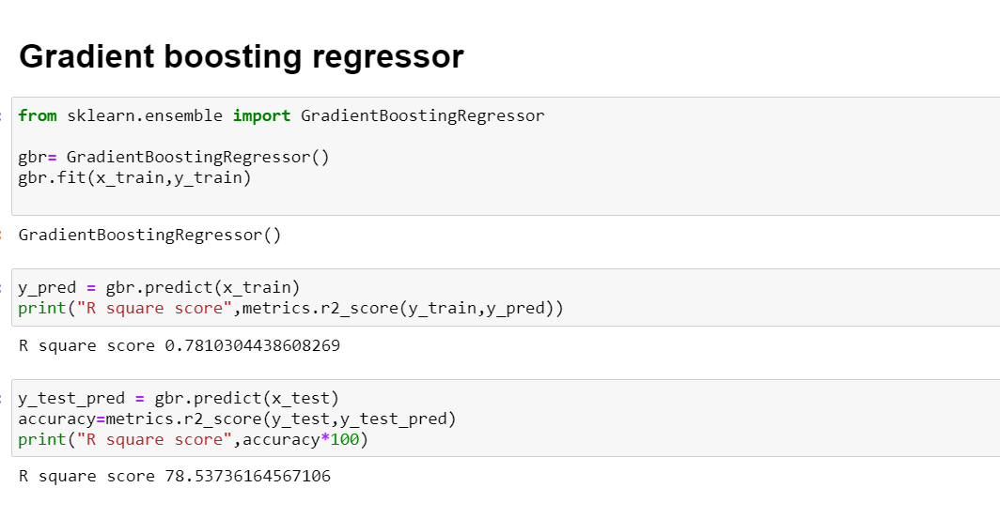 Gradient boosting regressor
from sklearn.ensemble import GradientBoostingRegressor
gbr= GradientBoostingRegressor()
gbr.fit(x_train,y_train)
GradientBoostingRegressor()
y_pred = gbr.predict(x_train)
print("R square score",metrics.r2_score(y_train,y_pred))
R square score 0.7810304438608269
y_test_pred = gbr.predict(x_test)
accuracy=metrics.r2_score(y_test,y_test_pred)
print("R square score",accuracy*100)
R square score 78.53736164567106